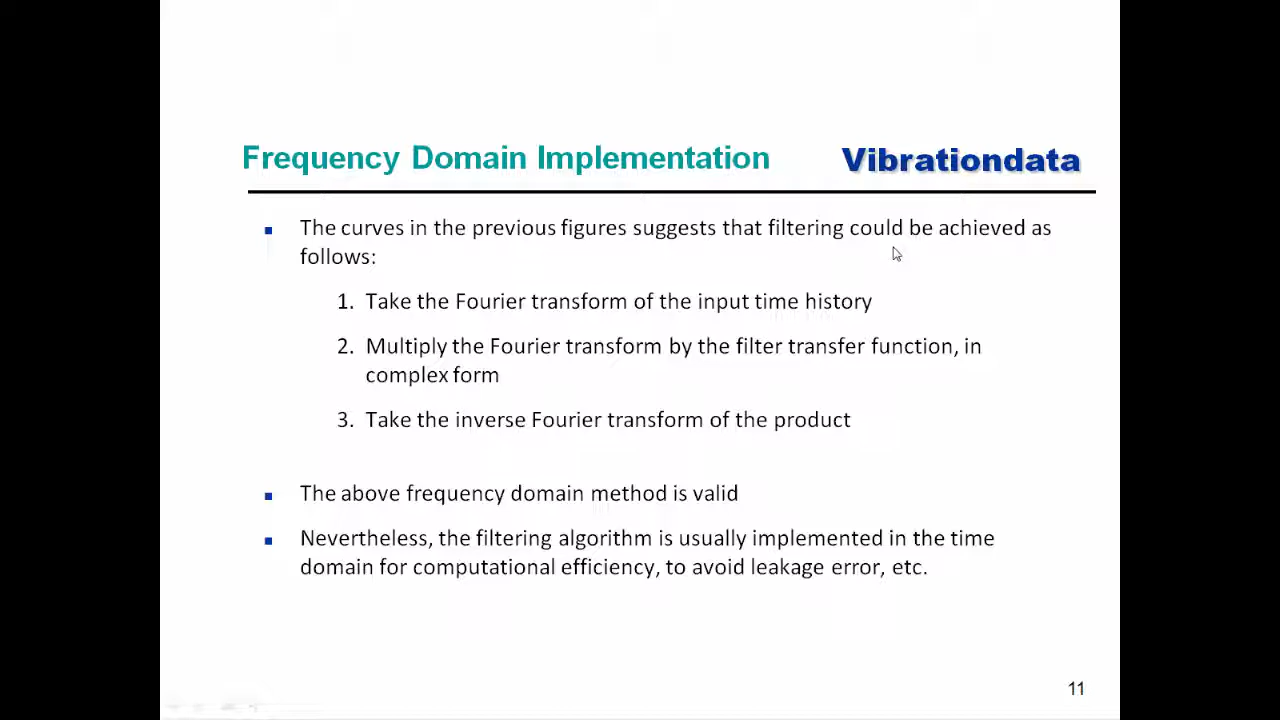 Frequency Domain Implementation
Vibrationdata
The curves in the previous figures suggests that filtering could be achieved as
follows:
1. Take the Fourier transform of the input time history
2. Multiply the Fourier transform by the filter transfer function, in
complex form
3. Take the inverse Fourier transform of the product
The above frequency domain method is valid
Nevertheless, the filtering algorithm is usually implemented in the time
domain for computational efficiency, to avoid leakage error, etc.
11